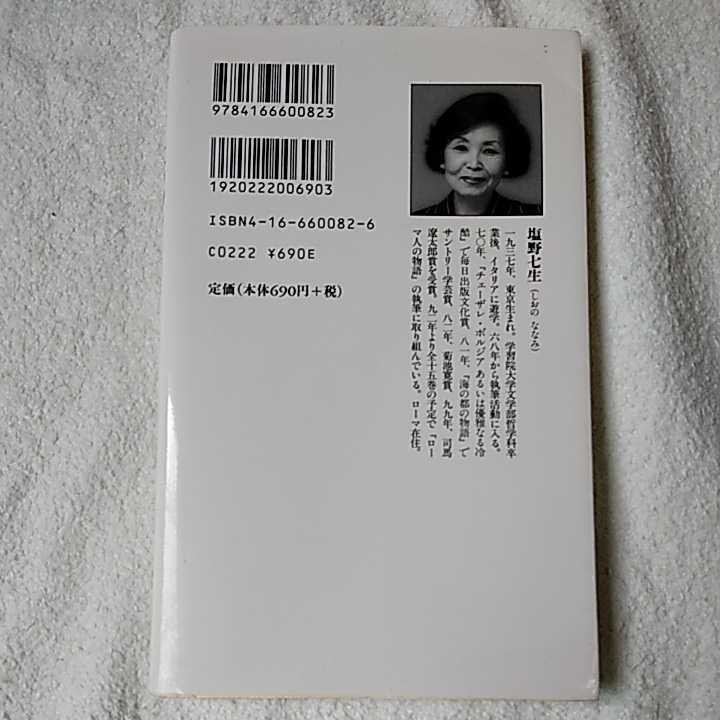 9784166600823
1920222006903
ISBN4-16-660082-6
C0222 ¥690E
定価(本体690円+税)
塩野七生(しおの ななみ)
一九三七年、東京生まれ。学習院大学文学部哲学科卒
業後、イタリアに遊学。六八年から執筆活動に入る。
七〇年、『チェーザレ・ボルジアあるいは優雅なる冷
酷』で毎日出版文化賞、八一年、『海の都の物語』で
サントリー学芸賞、八二年、菊池寛賞、九九年、司馬
遼太郎賞を受賞。九二年より全十五巻の予定で『ロー
マ人の物語』の執筆に取り組んでいる。ローマ在住。